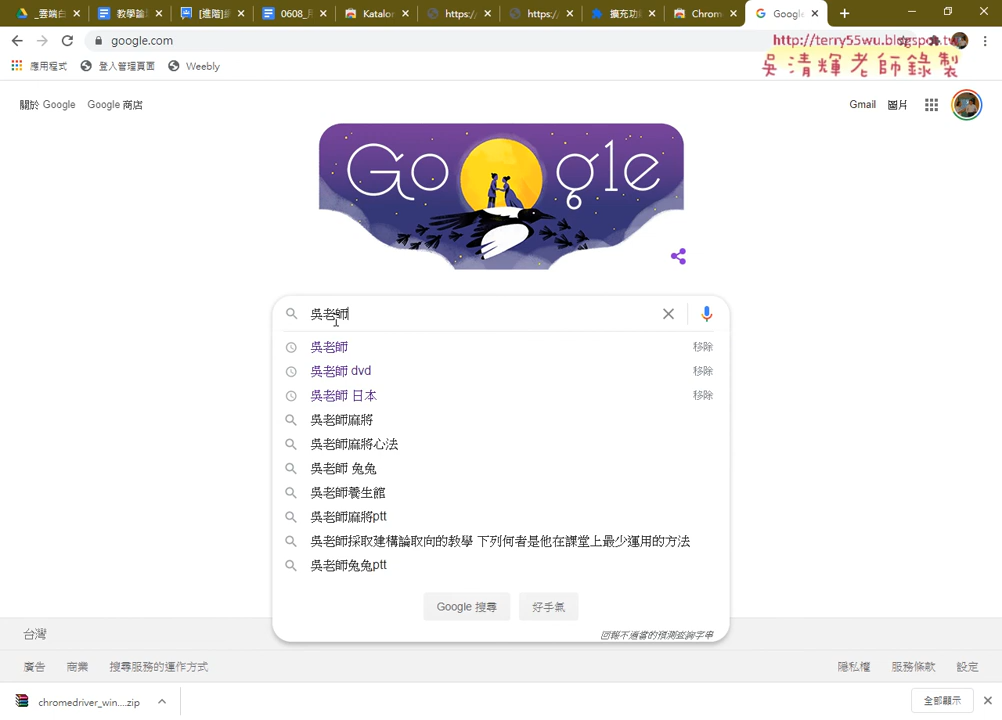 _雲端白
教學論
[進階]
0608_
Katalon
https:/
https:/
擴充功
Chrom
Google
google.com
http://terry55wu.blogspot.tw
應用程式
登入管理頁面
Weebly
吳清輝老師錄製
關於 Google
Google 商店
Gmail
圖片
Google
吳老師
吳老師
移除
吳老師 dvd
移除
吳老師 日本
移除
吳老師麻將
吳老師麻將心法
吳老師 兔兔
吳老師養生館
吳老師麻將ptt
吳老師採取建構論取向的教學 下列何者是他在課堂上最少運用的方法
吳老師兔兔ptt
Google 搜尋
好手氣
回報不適當的預測查詢字串
台灣
廣告
商業
搜尋服務的運作方式
隱私權
服務條款
設定
chromedriver_win....zip
全部顯示